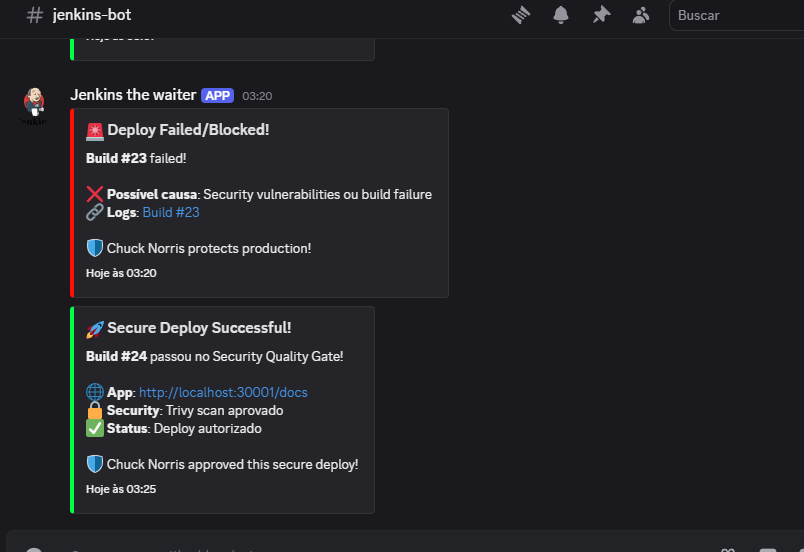 # jenkins-bot
Buscar
Jenkins the waiter APP 03:20
Deploy Failed/Blocked!
Build #23 failed!
Possível causa: Security vulnerabilities ou build failure
Logs: Build #23
Chuck Norris protects production!
Hoje às 03:20
Secure Deploy Successful!
Build #24 passou no Security Quality Gate!
App: http://localhost:30001/docs
Security: Trivy scan aprovado
Status: Deploy autorizado
Chuck Norris approved this secure deploy!
Hoje às 03:25